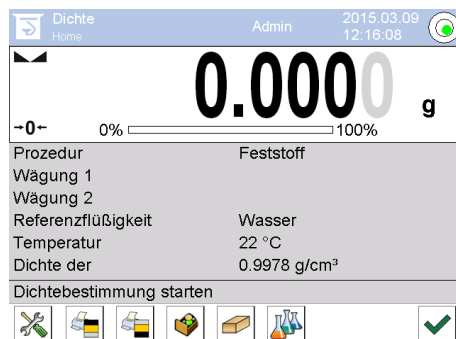 Dichte
Home
Admin
2015.03.09
12:16:08
0.0000 g
→0←
0% 100%
Prozedur Feststoff
Wägung 1
Wägung 2
Referenzflüßigkeit Wasser
Temperatur 22 °C
Dichte der 0.9978 g/cm³
Dichtebestimmung starten